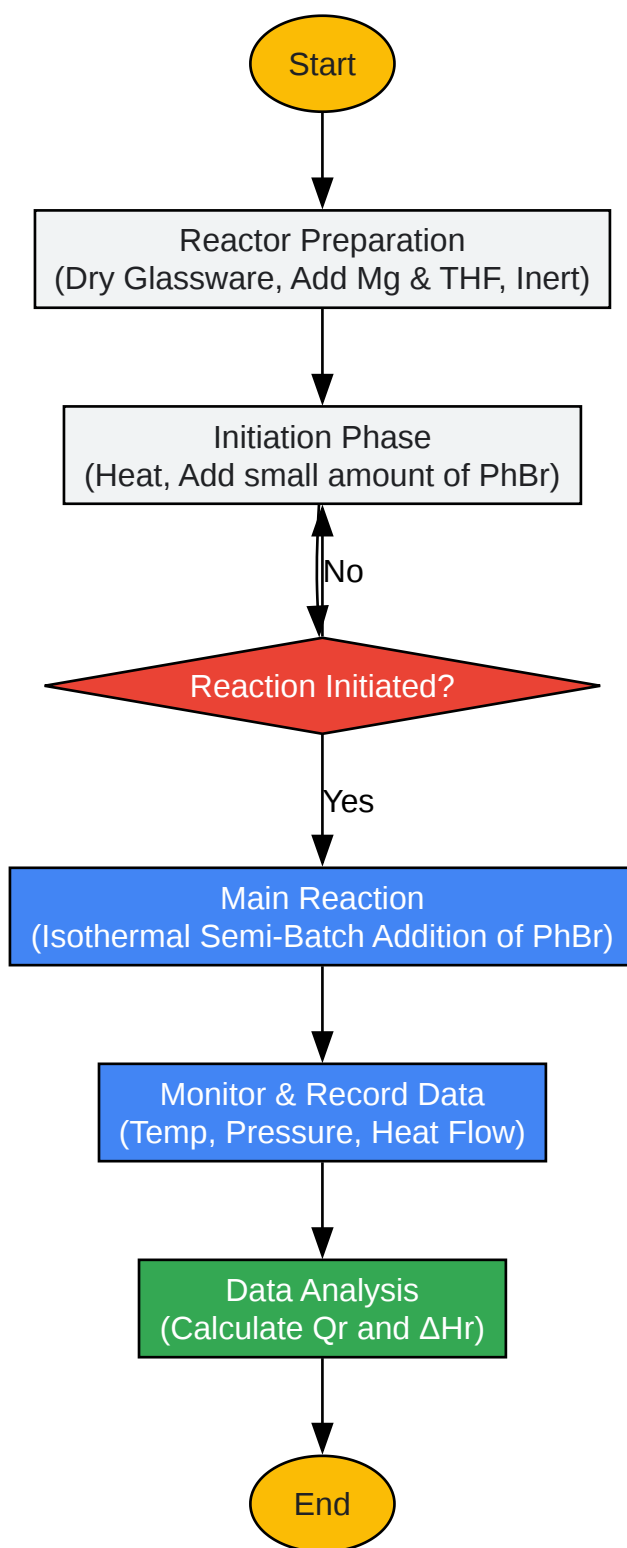 Start
Reactor Preparation
(Dry Glassware, Add Mg & THF, Inert)
Initiation Phase
(Heat, Add small amount of PhBr)
No
Reaction Initiated?
Yes
Main Reaction
(Isothermal Semi-Batch Addition of PhBr)
Monitor & Record Data
(Temp, Pressure, Heat Flow)
Data Analysis
(Calculate Qr and ΔHr)
End